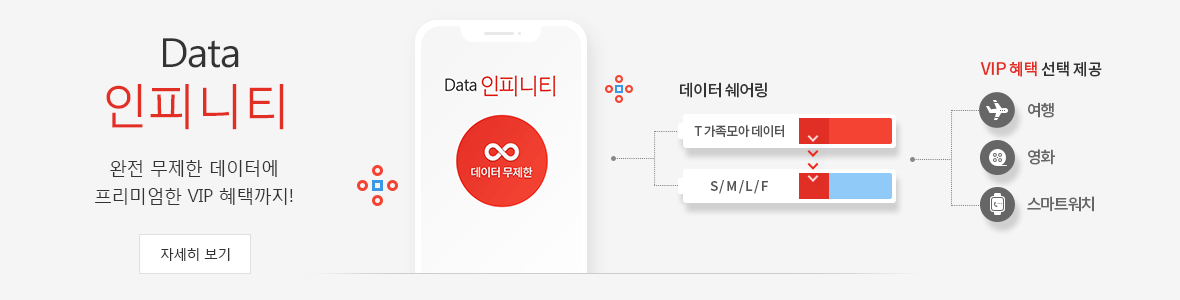 Data
인피니티
완전 무제한 데이터에
프리미엄한 VIP 혜택까지!
자세히 보기
Data 인피니티
데이터 무제한
데이터 쉐어링
T가족모아 데이터
S/M/L/F
VIP 혜택 선택 제공
여행
영화
스마트워치